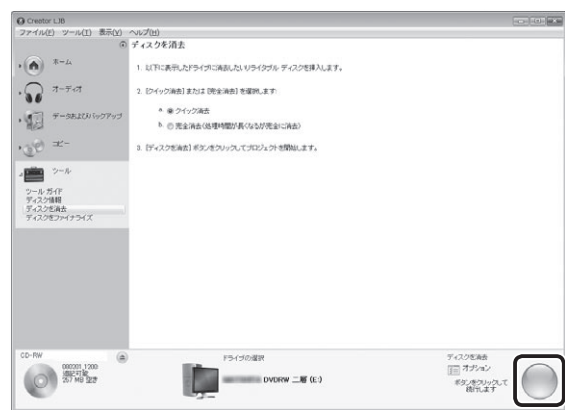 Creator LJB
ファイル(F) ツール(T) 表示(V) ヘルプ(H)
ディスクを消去
ホーム
オーディオ
データおよびバックアップ
コピー
ツール
ツール ガイド
ディスク情報
ディスクを消去
ディスクをファイナライズ
1. 以下に表示したドライブに消去したいリライタブル ディスクを挿入します。
2. [クイック消去] または [完全消去] を選択します:
a. クイック消去
b. 完全消去(処理時間が長くなるが完全に消去)
3. [ディスクを消去] ボタンをクリックしてプロジェクトを開始します。
CD-RW
000201_1200
追記可能
257 MB 空き
ドライブの選択
DVDRW 二層 (E:)
ディスクを消去
オプション
ボタンをクリックして
続行します